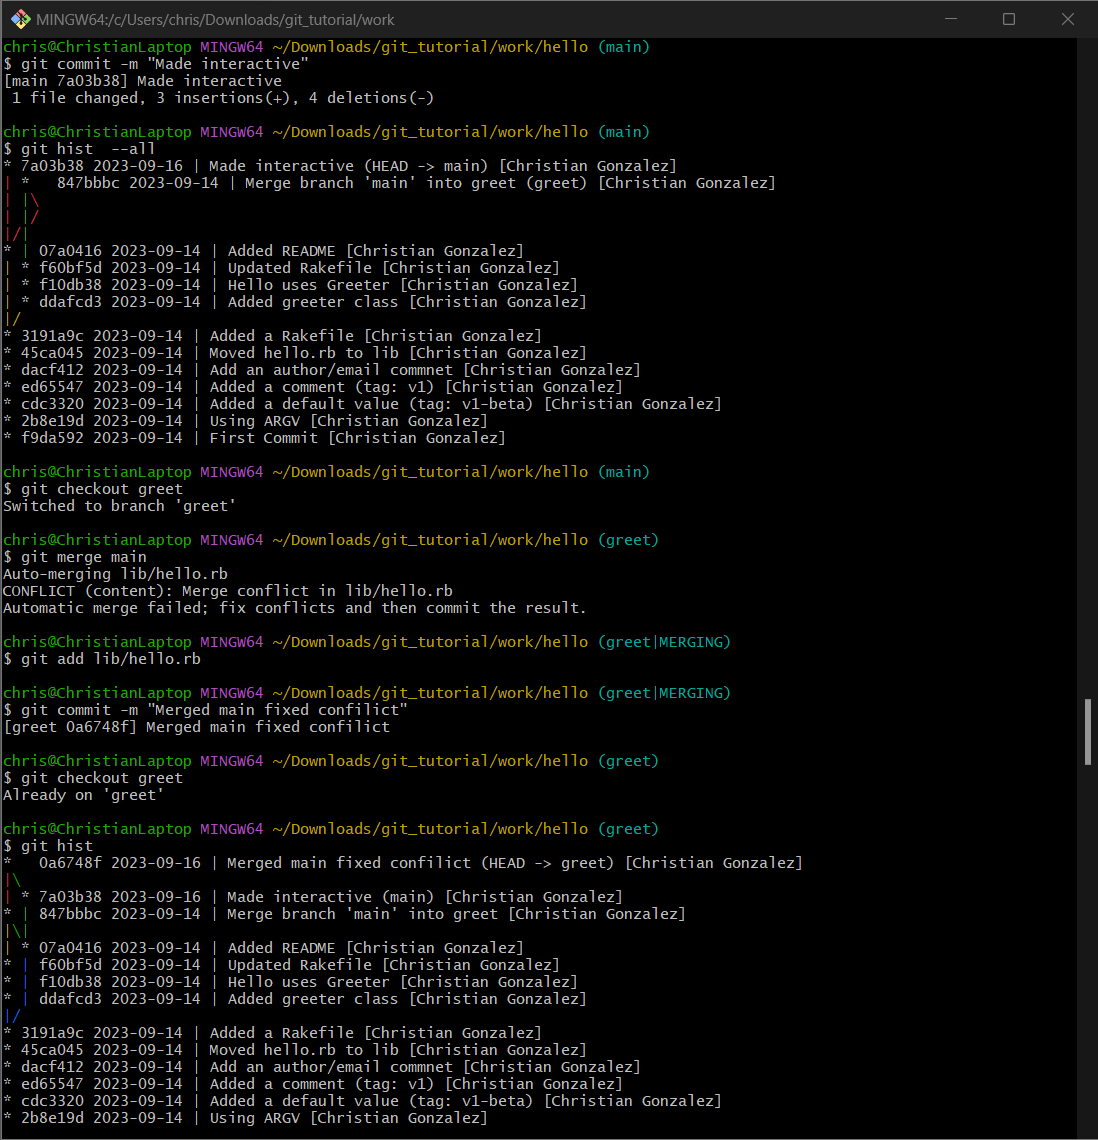 MINGW64:/c/Users/chris/Downloads/git_tutorial/work
chris@ChristianLaptop MINGW64 ~/Downloads/git_tutorial/work/hello (main)
$ git commit -m "Made interactive"
[main 7a03b38] Made interactive
 1 file changed, 3 insertions(+), 4 deletions(-)
chris@ChristianLaptop MINGW64 ~/Downloads/git_tutorial/work/hello (main)
$ git hist  --all
* 7a03b38 2023-09-16 | Made interactive (HEAD -> main) [Christian Gonzalez]
| *   847bbbc 2023-09-14 | Merge branch 'main' into greet (greet) [Christian Gonzalez]
| |\
| |/
|/|
* | 07a0416 2023-09-14 | Added README [Christian Gonzalez]
| * f60bf5d 2023-09-14 | Updated Rakefile [Christian Gonzalez]
| * f10db38 2023-09-14 | Hello uses Greeter [Christian Gonzalez]
| * ddafcd3 2023-09-14 | Added greeter class [Christian Gonzalez]
|/
* 3191a9c 2023-09-14 | Added a Rakefile [Christian Gonzalez]
* 45ca045 2023-09-14 | Moved hello.rb to lib [Christian Gonzalez]
* dacf412 2023-09-14 | Add an author/email commnet [Christian Gonzalez]
* ed65547 2023-09-14 | Added a comment (tag: v1) [Christian Gonzalez]
* cdc3320 2023-09-14 | Added a default value (tag: v1-beta) [Christian Gonzalez]
* 2b8e19d 2023-09-14 | Using ARGV [Christian Gonzalez]
* f9da592 2023-09-14 | First Commit [Christian Gonzalez]
chris@ChristianLaptop MINGW64 ~/Downloads/git_tutorial/work/hello (main)
$ git checkout greet
Switched to branch 'greet'
chris@ChristianLaptop MINGW64 ~/Downloads/git_tutorial/work/hello (greet)
$ git merge main
Auto-merging lib/hello.rb
CONFLICT (content): Merge conflict in lib/hello.rb
Automatic merge failed; fix conflicts and then commit the result.
chris@ChristianLaptop MINGW64 ~/Downloads/git_tutorial/work/hello (greet|MERGING)
$ git add lib/hello.rb
chris@ChristianLaptop MINGW64 ~/Downloads/git_tutorial/work/hello (greet|MERGING)
$ git commit -m "Merged main fixed confilict"
[greet 0a6748f] Merged main fixed confilict
chris@ChristianLaptop MINGW64 ~/Downloads/git_tutorial/work/hello (greet)
$ git checkout greet
Already on 'greet'
chris@ChristianLaptop MINGW64 ~/Downloads/git_tutorial/work/hello (greet)
$ git hist
*   0a6748f 2023-09-16 | Merged main fixed confilict (HEAD -> greet) [Christian Gonzalez]
|\
| * 7a03b38 2023-09-16 | Made interactive (main) [Christian Gonzalez]
* | 847bbbc 2023-09-14 | Merge branch 'main' into greet [Christian Gonzalez]
|\|
| * 07a0416 2023-09-14 | Added README [Christian Gonzalez]
* | f60bf5d 2023-09-14 | Updated Rakefile [Christian Gonzalez]
* | f10db38 2023-09-14 | Hello uses Greeter [Christian Gonzalez]
* | ddafcd3 2023-09-14 | Added greeter class [Christian Gonzalez]
|/
* 3191a9c 2023-09-14 | Added a Rakefile [Christian Gonzalez]
* 45ca045 2023-09-14 | Moved hello.rb to lib [Christian Gonzalez]
* dacf412 2023-09-14 | Add an author/email commnet [Christian Gonzalez]
* ed65547 2023-09-14 | Added a comment (tag: v1) [Christian Gonzalez]
* cdc3320 2023-09-14 | Added a default value (tag: v1-beta) [Christian Gonzalez]
* 2b8e19d 2023-09-14 | Using ARGV [Christian Gonzalez]